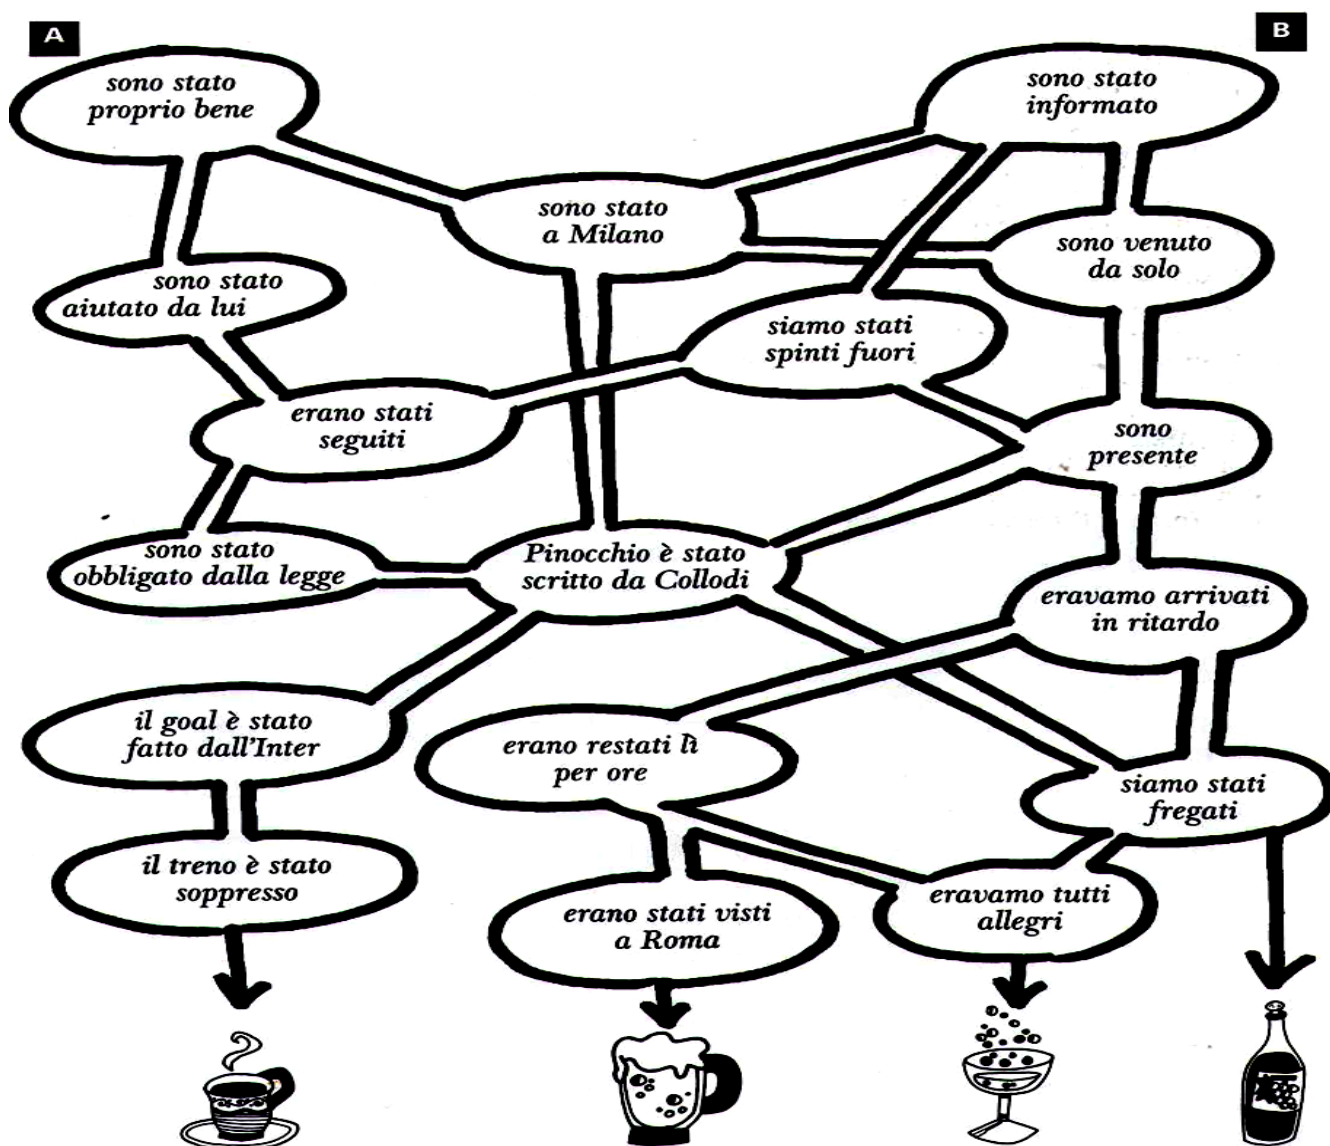 A
B
sono stato
proprio bene
sono stato
informato
sono stato
a Milano
sono venuto
da solo
sono stato
aiutato da lui
siamo stati
spinti fuori
erano stati
seguiti
sono
presente
sono stato
obbligato dalla legge
Pinocchio è stato
scritto da Collodi
eravamo arrivati
in ritardo
il goal è stato
fatto dall'Inter
erano restati lì
per ore
siamo stati
fregati
il treno è stato
soppresso
erano stati visti
a Roma
eravamo tutti
allegri